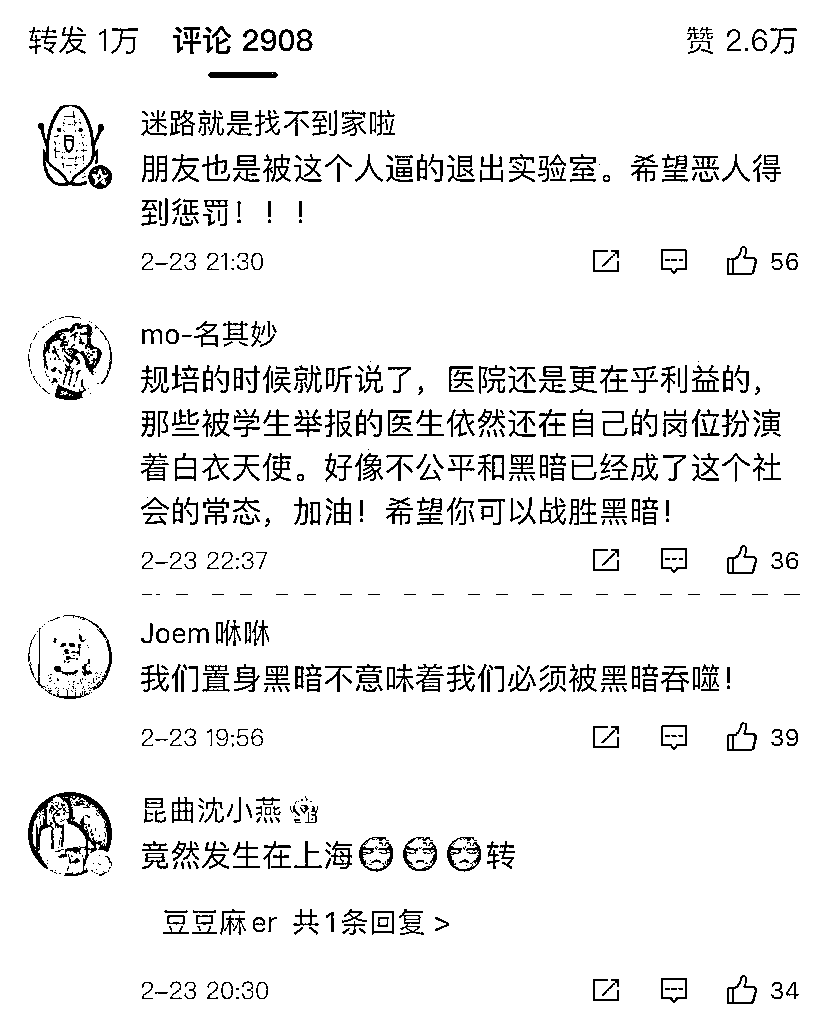 转发 1万 评论 2908 赞 2.6万
迷路就是找不到家啦
朋友也是被这个人逼的退出实验室。希望恶人得
到惩罚！！！
2-23 21:30 56
mo-名其妙
规培的时候就听说了，医院还是更在乎利益的，
那些被学生举报的医生依然还在自己的岗位扮演
着白衣天使。好像不公平和黑暗已经成了这个社
会的常态，加油！希望你可以战胜黑暗！
2-23 22:37 36
Joem咻咻
我们置身黑暗不意味着我们必须被黑暗吞噬！
2-23 19:56 39
昆曲沈小燕
竟然发生在上海😡😡😡转
豆豆麻er 共1条回复 >
2-23 20:30 34